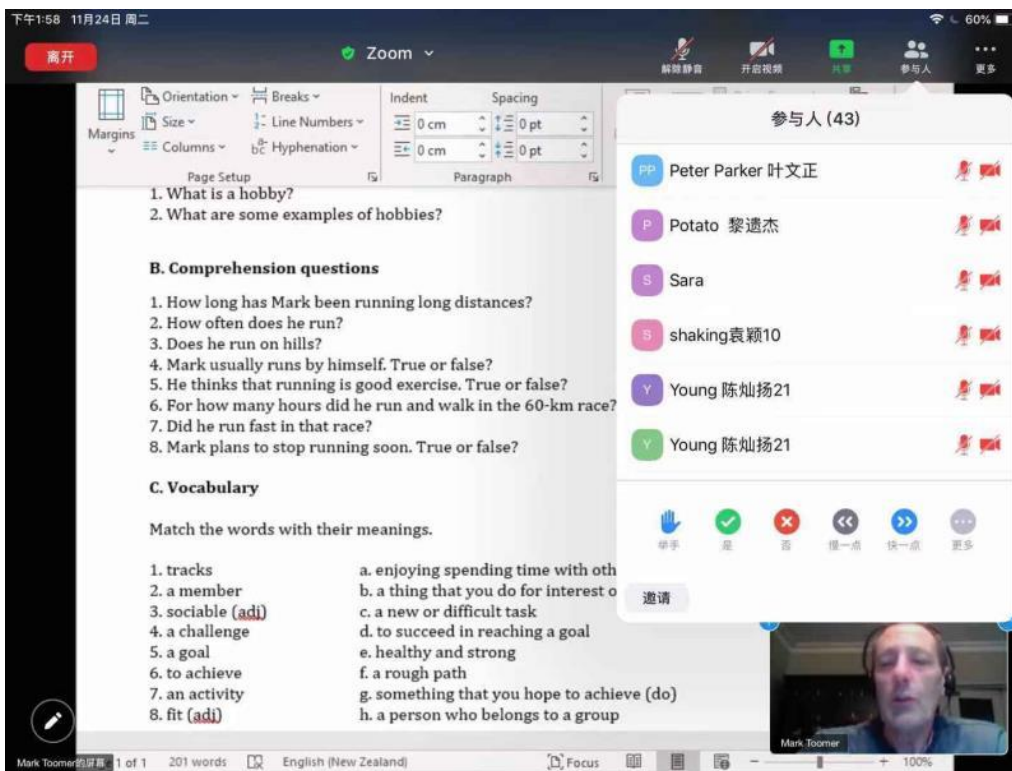 下午1:58 11月24日 周二
60%
离开
Zoom
解除静音
开启视频
共享
参与人
更多
Margins
Orientation
Size
Columns
Breaks
Line Numbers
Hyphenation
Page Setup
Indent
Spacing
0 cm
0 pt
0 cm
0 pt
Paragraph
1. What is a hobby?
2. What are some examples of hobbies?
B. Comprehension questions
1. How long has Mark been running long distances?
2. How often does he run?
3. Does he run on hills?
4. Mark usually runs by himself. True or false?
5. He thinks that running is good exercise. True or false?
6. For how many hours did he run and walk in the 60-km race?
7. Did he run fast in that race?
8. Mark plans to stop running soon. True or false?
C. Vocabulary
Match the words with their meanings.
1. tracks a. enjoying spending time with oth
2. a member b. a thing that you do for interest o
3. sociable (adj) c. a new or difficult task
4. a challenge d. to succeed in reaching a goal
5. a goal e. healthy and strong
6. to achieve f. a rough path
7. an activity g. something that you hope to achieve (do)
8. fit (adj) h. a person who belongs to a group
参与人 (43)
PP Peter Parker 叶文正
P Potato 黎遗杰
S Sara
S shaking袁颖10
Y Young 陈灿扬21
Y Young 陈灿扬21
举手
是
否
慢一点
快一点
更多
邀请
Mark Toomer
Mark Toomer的屏幕
1 of 1
201 words
English (New Zealand)
Focus
100%